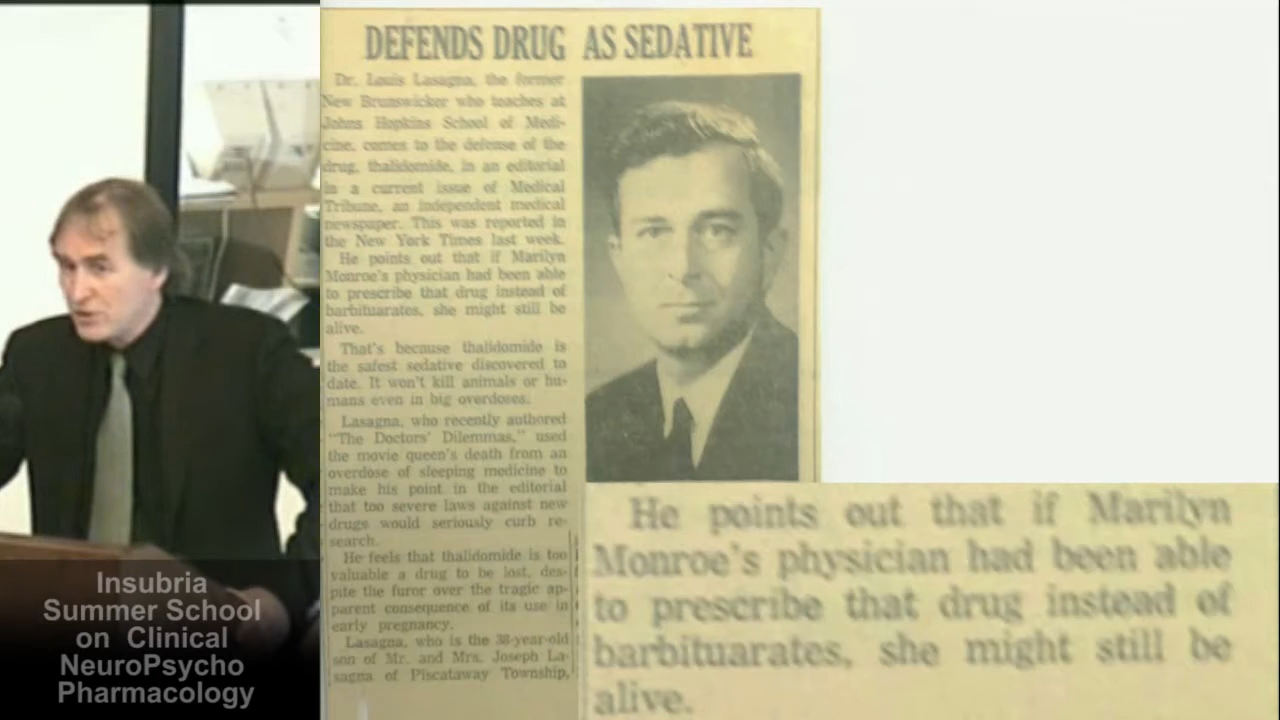 DEFENDS DRUG AS SEDATIVE
Dr. Louis Lasagna, the former
New Brunswicker who teaches at
Johns Hopkins School of Medi-
cine, comes to the defense of the
drug, thalidomide, in an editorial
in a current issue of Medical
Tribune, an independent medical
newspaper. This was reported in
the New York Times last week.
He points out that if Marilyn
Monroe's physician had been able
to prescribe that drug instead of
barbituarates, she might still be
alive.
That's because thalidomide is
the safest sedative discovered to
date. It won't kill animals or hu-
mans even in big overdoses.
Lasagna, who recently authored
"The Doctors' Dilemmas," used
the movie queen's death from an
overdose of sleeping medicine to
make his point in the editorial
that too severe laws against new
drugs would seriously curb re-
search.
He feels that thalidomide is too
valuable a drug to be lost, des-
pite the furor over the tragic ap-
parent consequence of its use in
early pregnancy.
Lasagna, who is the 38-year-old
son of Mr. and Mrs. Joseph La-
sagna of Piscataway Township,
He points out that if Marilyn
Monroe's physician had been able
to prescribe that drug instead of
barbituarates, she might still be
alive.
Insubria
Summer School
on Clinical
NeuroPsycho
Pharmacology